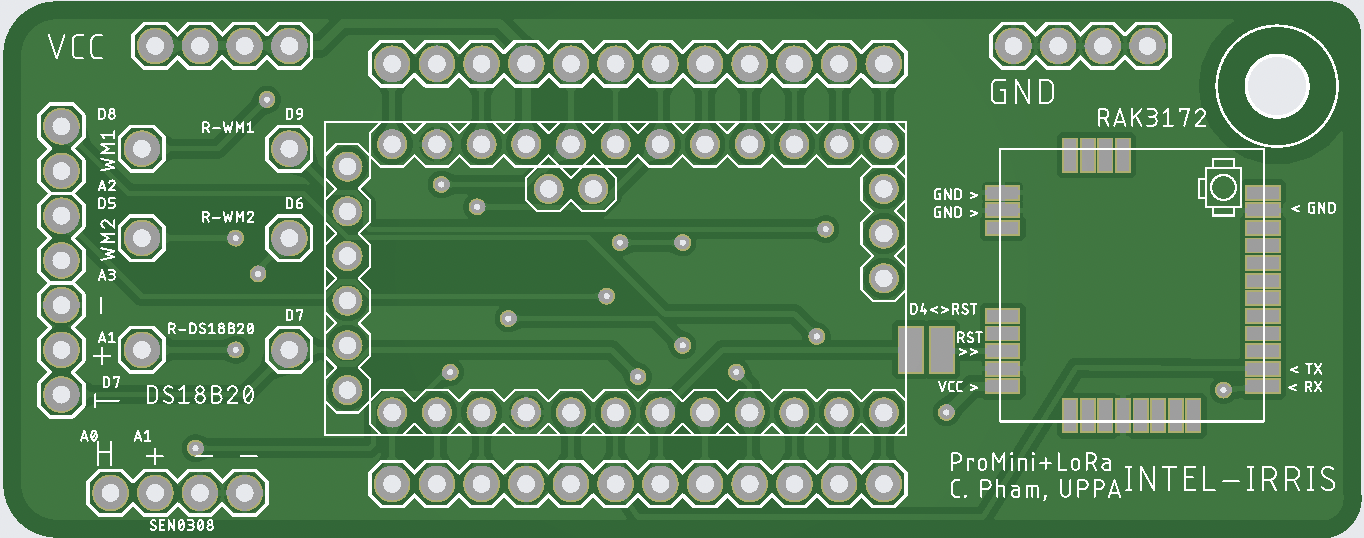 VCC
GND
RAK3172
D8
D9
R-WM1
WM1
A2
D5
D6
R-WM2
WM2
A3
GND >
GND >
< GND
-
D4<>RST
D7
R-DS18B20
A1
+
RST
>>
< TX
D7
VCC >
< RX
DS18B20
T
A0
A1
H
+
-
-
ProMini+LoRa
C. Pham, UPPA
INTEL-IRRIS
SEN0308